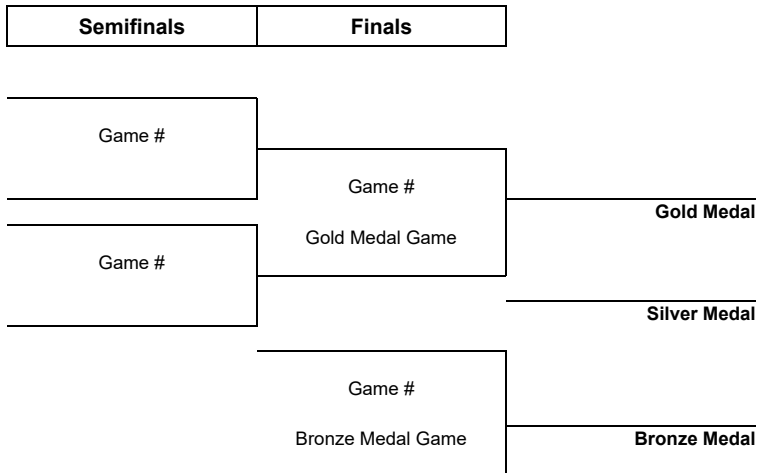 Semifinals Finals
Game #
Game #
Gold Medal
Gold Medal Game
Game #
Silver Medal
Game #
Bronze Medal Game Bronze Medal